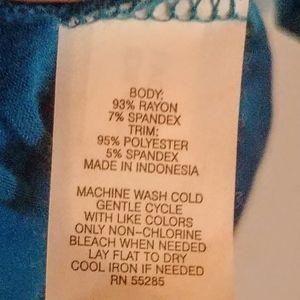 BODY:
93% RAYON
7% SPANDEX
TRIM:
95% POLYESTER
5% SPANDEX
MADE IN INDONESIA
MACHINE WASH COLD
GENTLE CYCLE
WITH LIKE COLORS
ONLY NON-CHLORINE
BLEACH WHEN NEEDED
LAY FLAT TO DRY
COOL IRON IF NEEDED
RN 55285